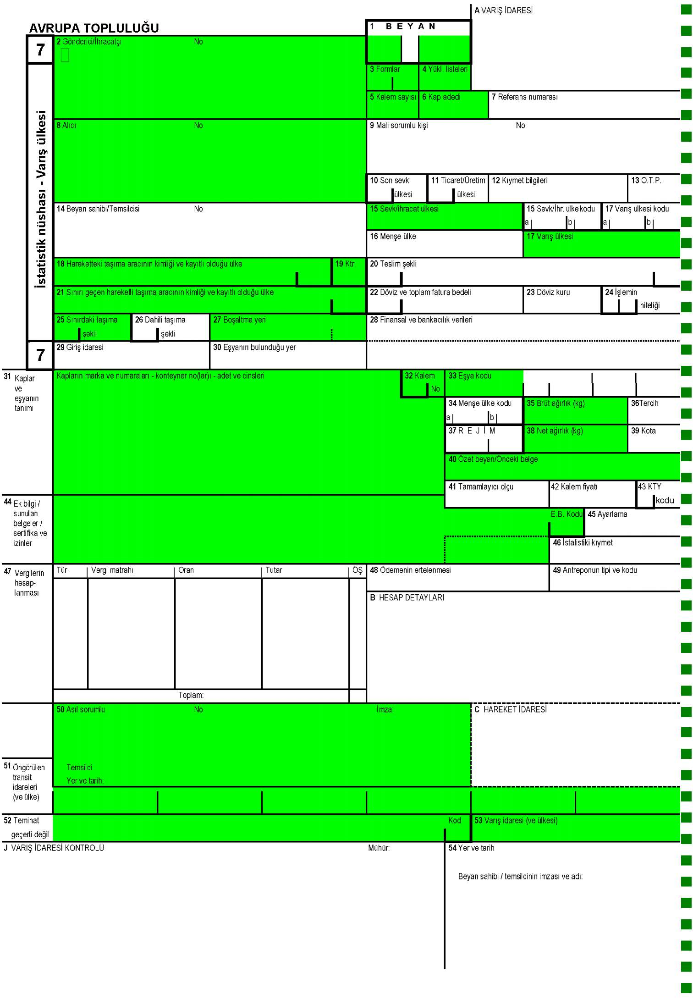 A VARIŞ İDARESİ
AVRUPA TOPLULUĞU
1 B E Y A N
7
2 Gönderici/İhracatçı No
3 Formlar 4 Yükl. listeleri
5 Kalem sayısı 6 Kap adedi 7 Referans numarası
İstatistik nüshası - Varış ülkesi
8 Alıcı No
9 Mali sorumlu kişi No
10 Son sevk ülkesi
11 Ticaret/Üretim ülkesi
12 Kıymet bilgileri
13 O.T.P.
14 Beyan sahibi/Temsilcisi No
15 Sevk/ihracat ülkesi
15 Sevk/İhr. ülke kodu
a| b|
17 Varış ülkesi kodu
a| b|
16 Menşe ülke
17 Varış ülkesi
18 Hareketteki taşıma aracının kimliği ve kayıtlı olduğu ülke
19 Ktr.
20 Teslim şekli
21 Sınırı geçen hareketli taşıma aracının kimliği ve kayıtlı olduğu ülke
22 Döviz ve toplam fatura bedeli
23 Döviz kuru
24 İşlemin
niteliği
25 Sınırdaki taşıma
şekli
26 Dahili taşıma
şekli
27 Boşaltma yeri
28 Finansal ve bankacılık verileri
7
29 Giriş idaresi
30 Eşyanın bulunduğu yer
31 Kaplar
ve
eşyanın
tanımı
Kapların marka ve numaraları - konteyner no(lar)ı - adet ve cinsleri
32 Kalem
No
33 Eşya kodu
34 Menşe ülke kodu
a| b|
35 Brüt ağırlık (kg)
36Tercih
37 R E J İ M
38 Net ağırlık (kg)
39 Kota
40 Özet beyan/Önceki belge
41 Tamamlayıcı ölçü
42 Kalem fiyatı
43 KTY
kodu
44 Ek bilgi /
sunulan
belgeler /
sertifika ve
izinler
E.B. Kodu
45 Ayarlama
46 İstatistiki kıymet
47 Vergilerin
hesap-
lanması
Tür | Vergi matrahı | Oran | Tutar | ÖŞ
48 Ödemenin ertelenmesi
49 Antreponun tipi ve kodu
B HESAP DETAYLARI
Toplam:
50 Asıl sorumlu No İmza:
C HAREKET İDARESİ
Temsilci
Yer ve tarih:
51 Öngörülen
transit
idareleri
(ve ülke)
52 Teminat
geçerli değil
Kod
53 Varış idaresi (ve ülkesi)
J VARIŞ İDARESİ KONTROLÜ
Mühür:
54 Yer ve tarih
Beyan sahibi / temsilcinin imzası ve adı: